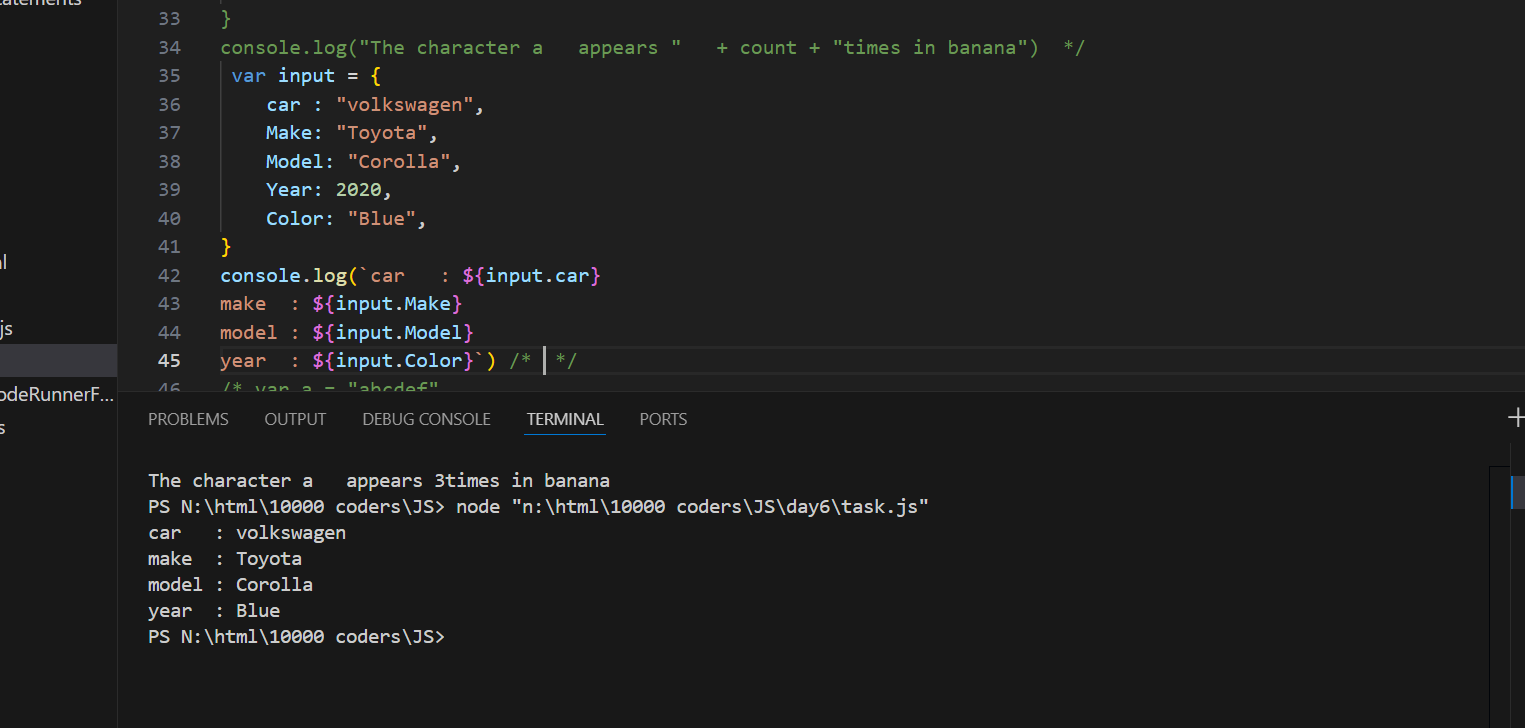 atements
33 }
34 console.log("The character a   appears "   + count + "times in banana")  */
35  var input = {
36     car : "volkswagen",
37     Make: "Toyota",
38     Model: "Corolla",
39     Year: 2020,
40     Color: "Blue",
41 }
42 console.log(`car   : ${input.car}
43 make  : ${input.Make}
44 model : ${input.Model}
45 year  : ${input.Color}`) /*  */
46 /* var a = "abcdef"
al
js
odeRunnerF...
s
PROBLEMS OUTPUT DEBUG CONSOLE TERMINAL PORTS
The character a   appears 3times in banana
PS N:\html\10000 coders\JS> node "n:\html\10000 coders\JS\day6\task.js"
car   : volkswagen
make  : Toyota
model : Corolla
year  : Blue
PS N:\html\10000 coders\JS>